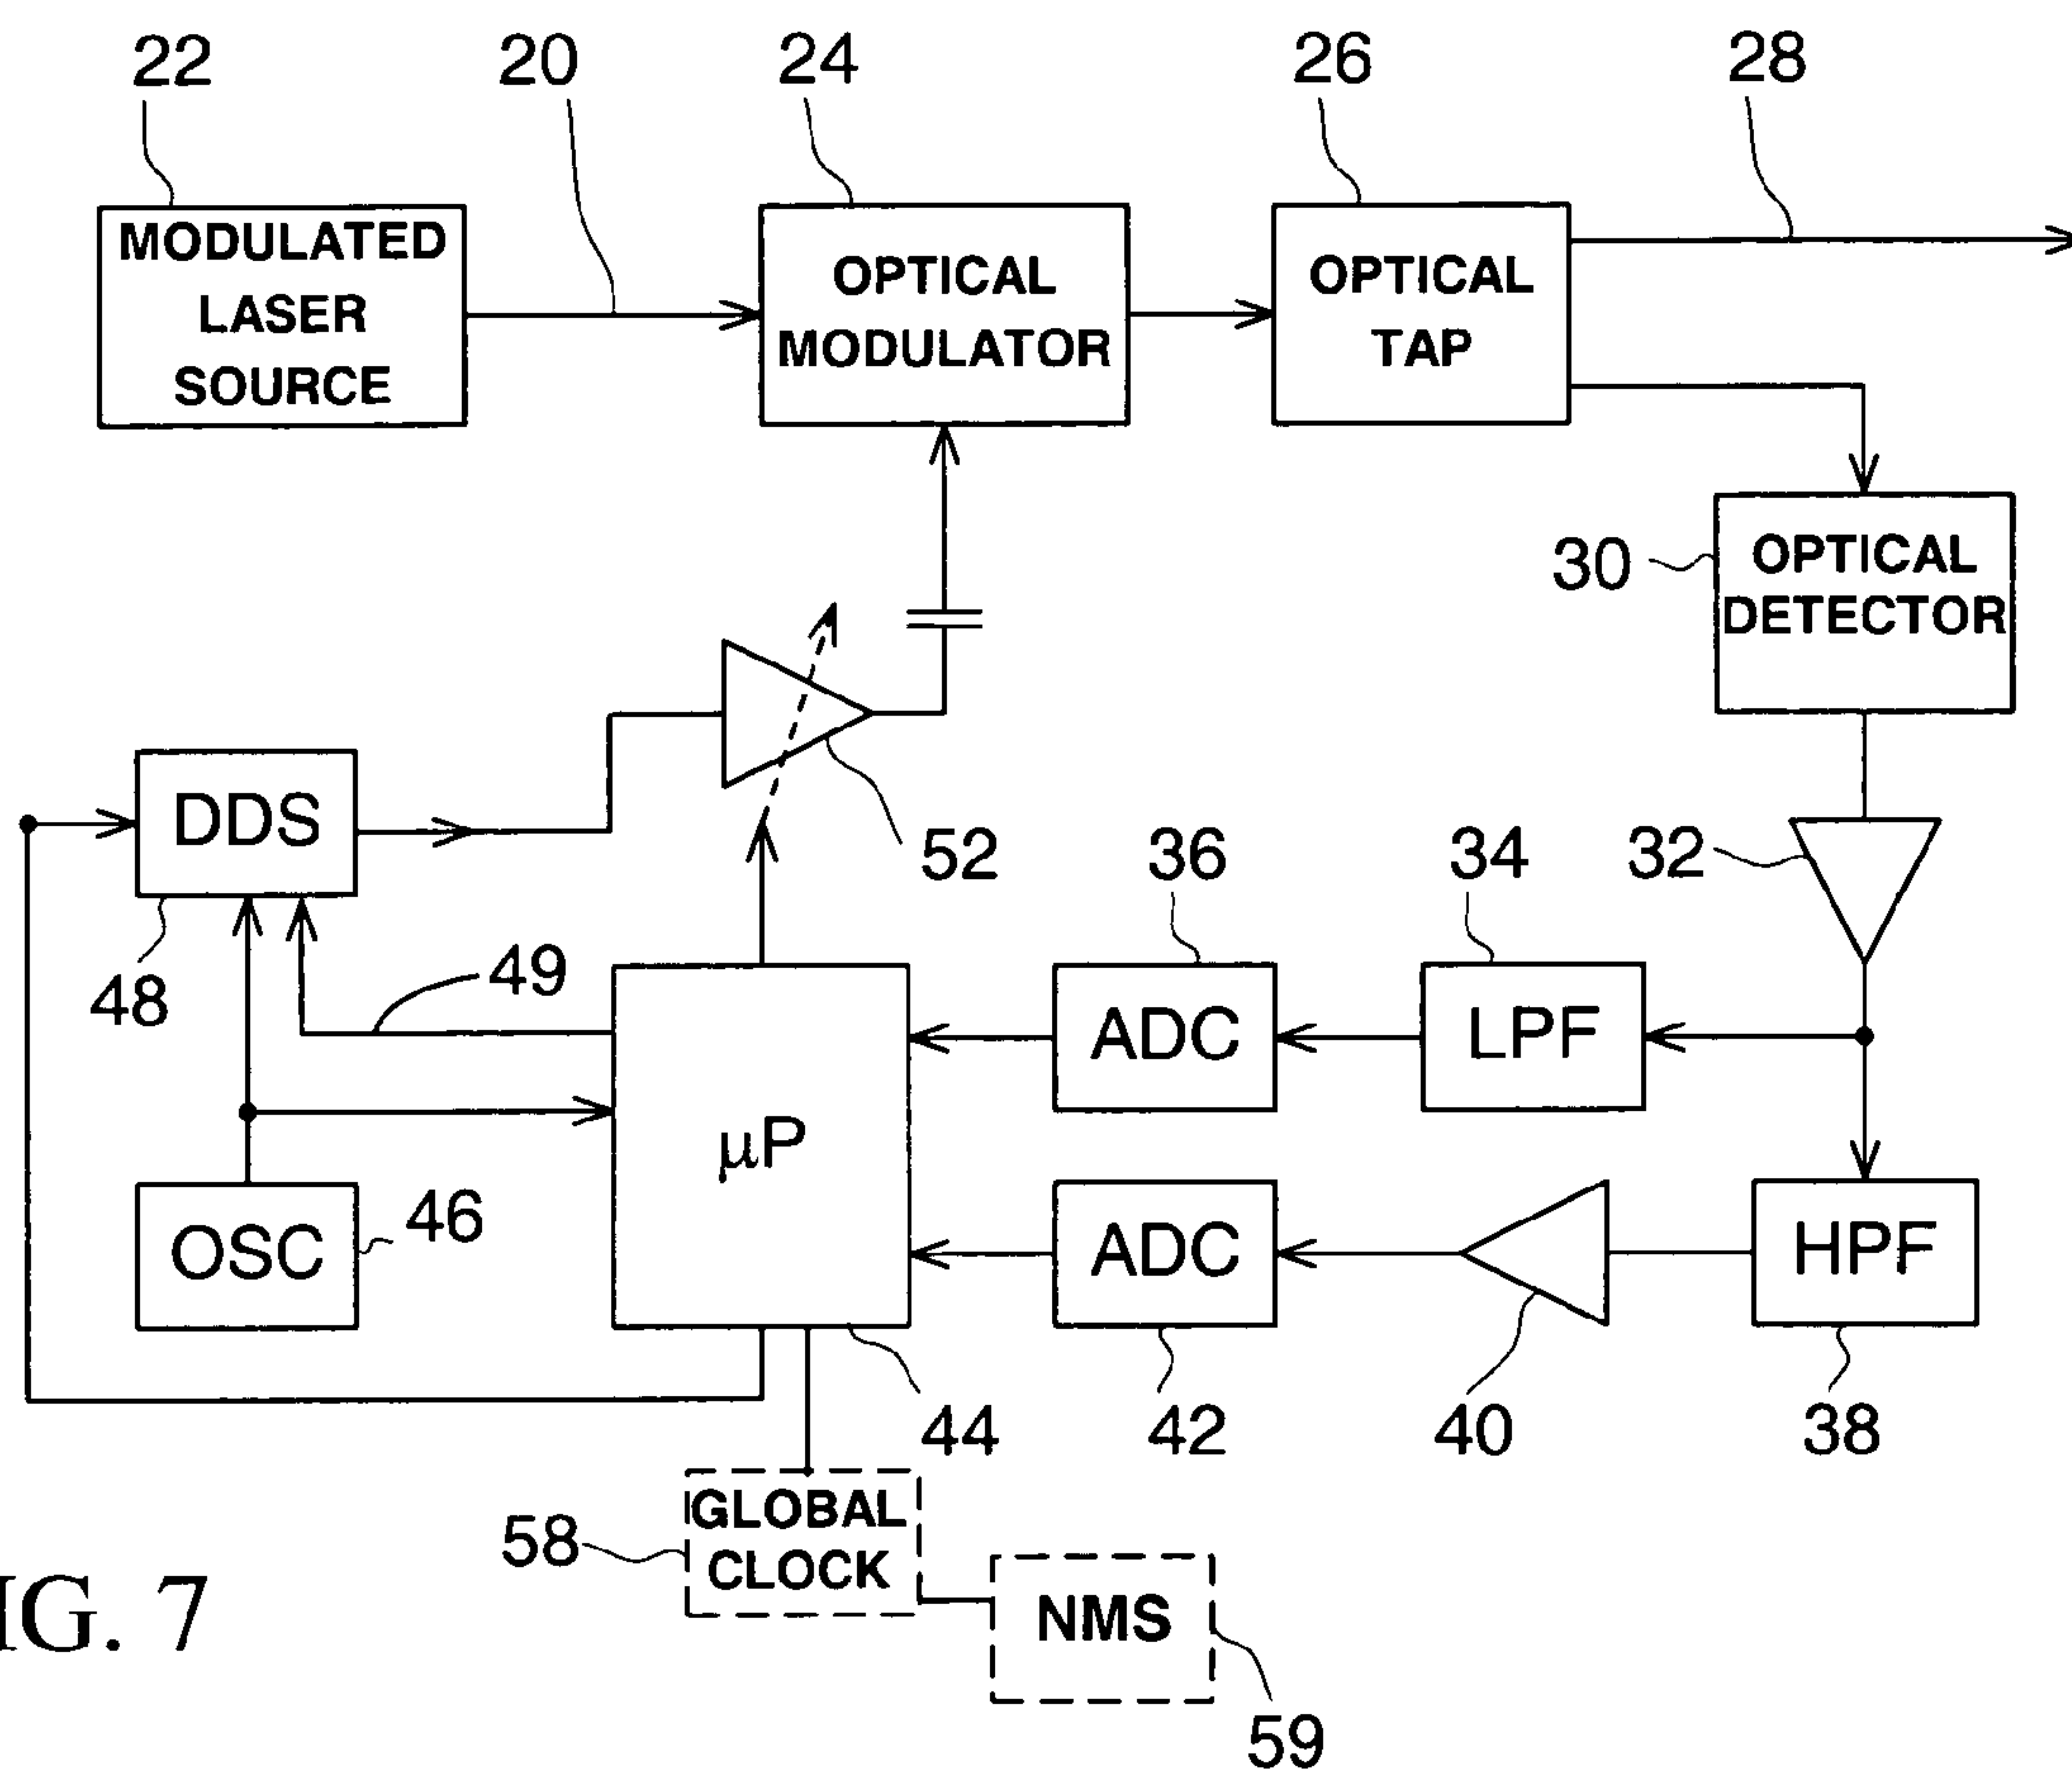 22
20
24
26
28
MODULATED
LASER
SOURCE
OPTICAL
MODULATOR
OPTICAL
TAP
30
OPTICAL
DETECTOR
DDS
52
36
34
32
48
49
ADC
LPF
µP
OSC
46
ADC
HPF
44
42
40
38
58
GLOBAL
CLOCK
NMS
59
IG. 7